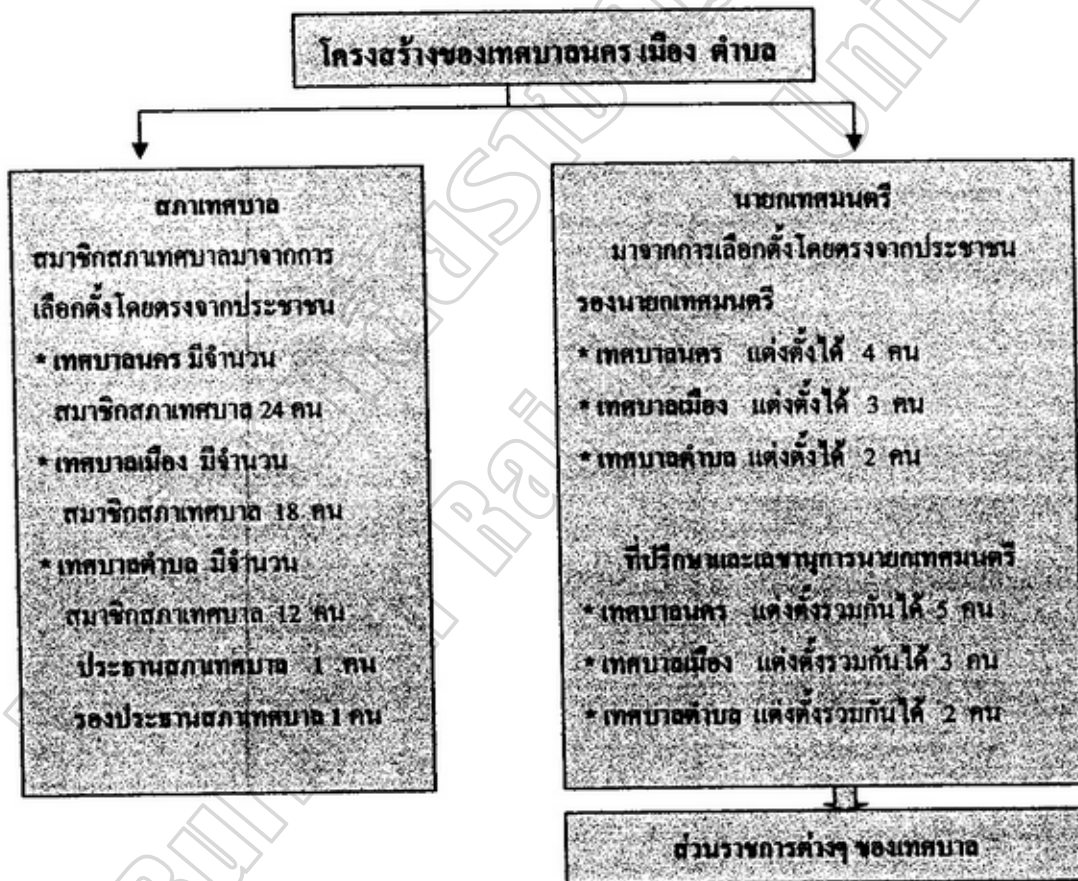 โครงสร้างของเทศบาลนคร เมือง ตำบล
สภาเทศบาล
สมาชิกสภาเทศบาลมาจากการ
เลือกตั้งโดยตรงจากประชาชน
* เทศบาลนคร มีจำนวน
สมาชิกสภาเทศบาล 24 คน
* เทศบาลเมือง มีจำนวน
สมาชิกสภาเทศบาล 18 คน
* เทศบาลตำบล มีจำนวน
สมาชิกสภาเทศบาล 12 คน
ประธานสภาเทศบาล 1 คน
รองประธานสภาเทศบาล 1 คน
นายกเทศมนตรี
มาจากการเลือกตั้งโดยตรงจากประชาชน
รองนายกเทศมนตรี
* เทศบาลนคร แต่งตั้งได้ 4 คน
* เทศบาลเมือง แต่งตั้งได้ 3 คน
* เทศบาลตำบล แต่งตั้งได้ 2 คน
ที่ปรึกษาและเลขานุการนายกเทศมนตรี
* เทศบาลนคร แต่งตั้งรวมกันได้ 5 คน
* เทศบาลเมือง แต่งตั้งรวมกันได้ 3 คน
* เทศบาลตำบล แต่งตั้งรวมกันได้ 2 คน
ส่วนราชการต่างๆ ของเทศบาล